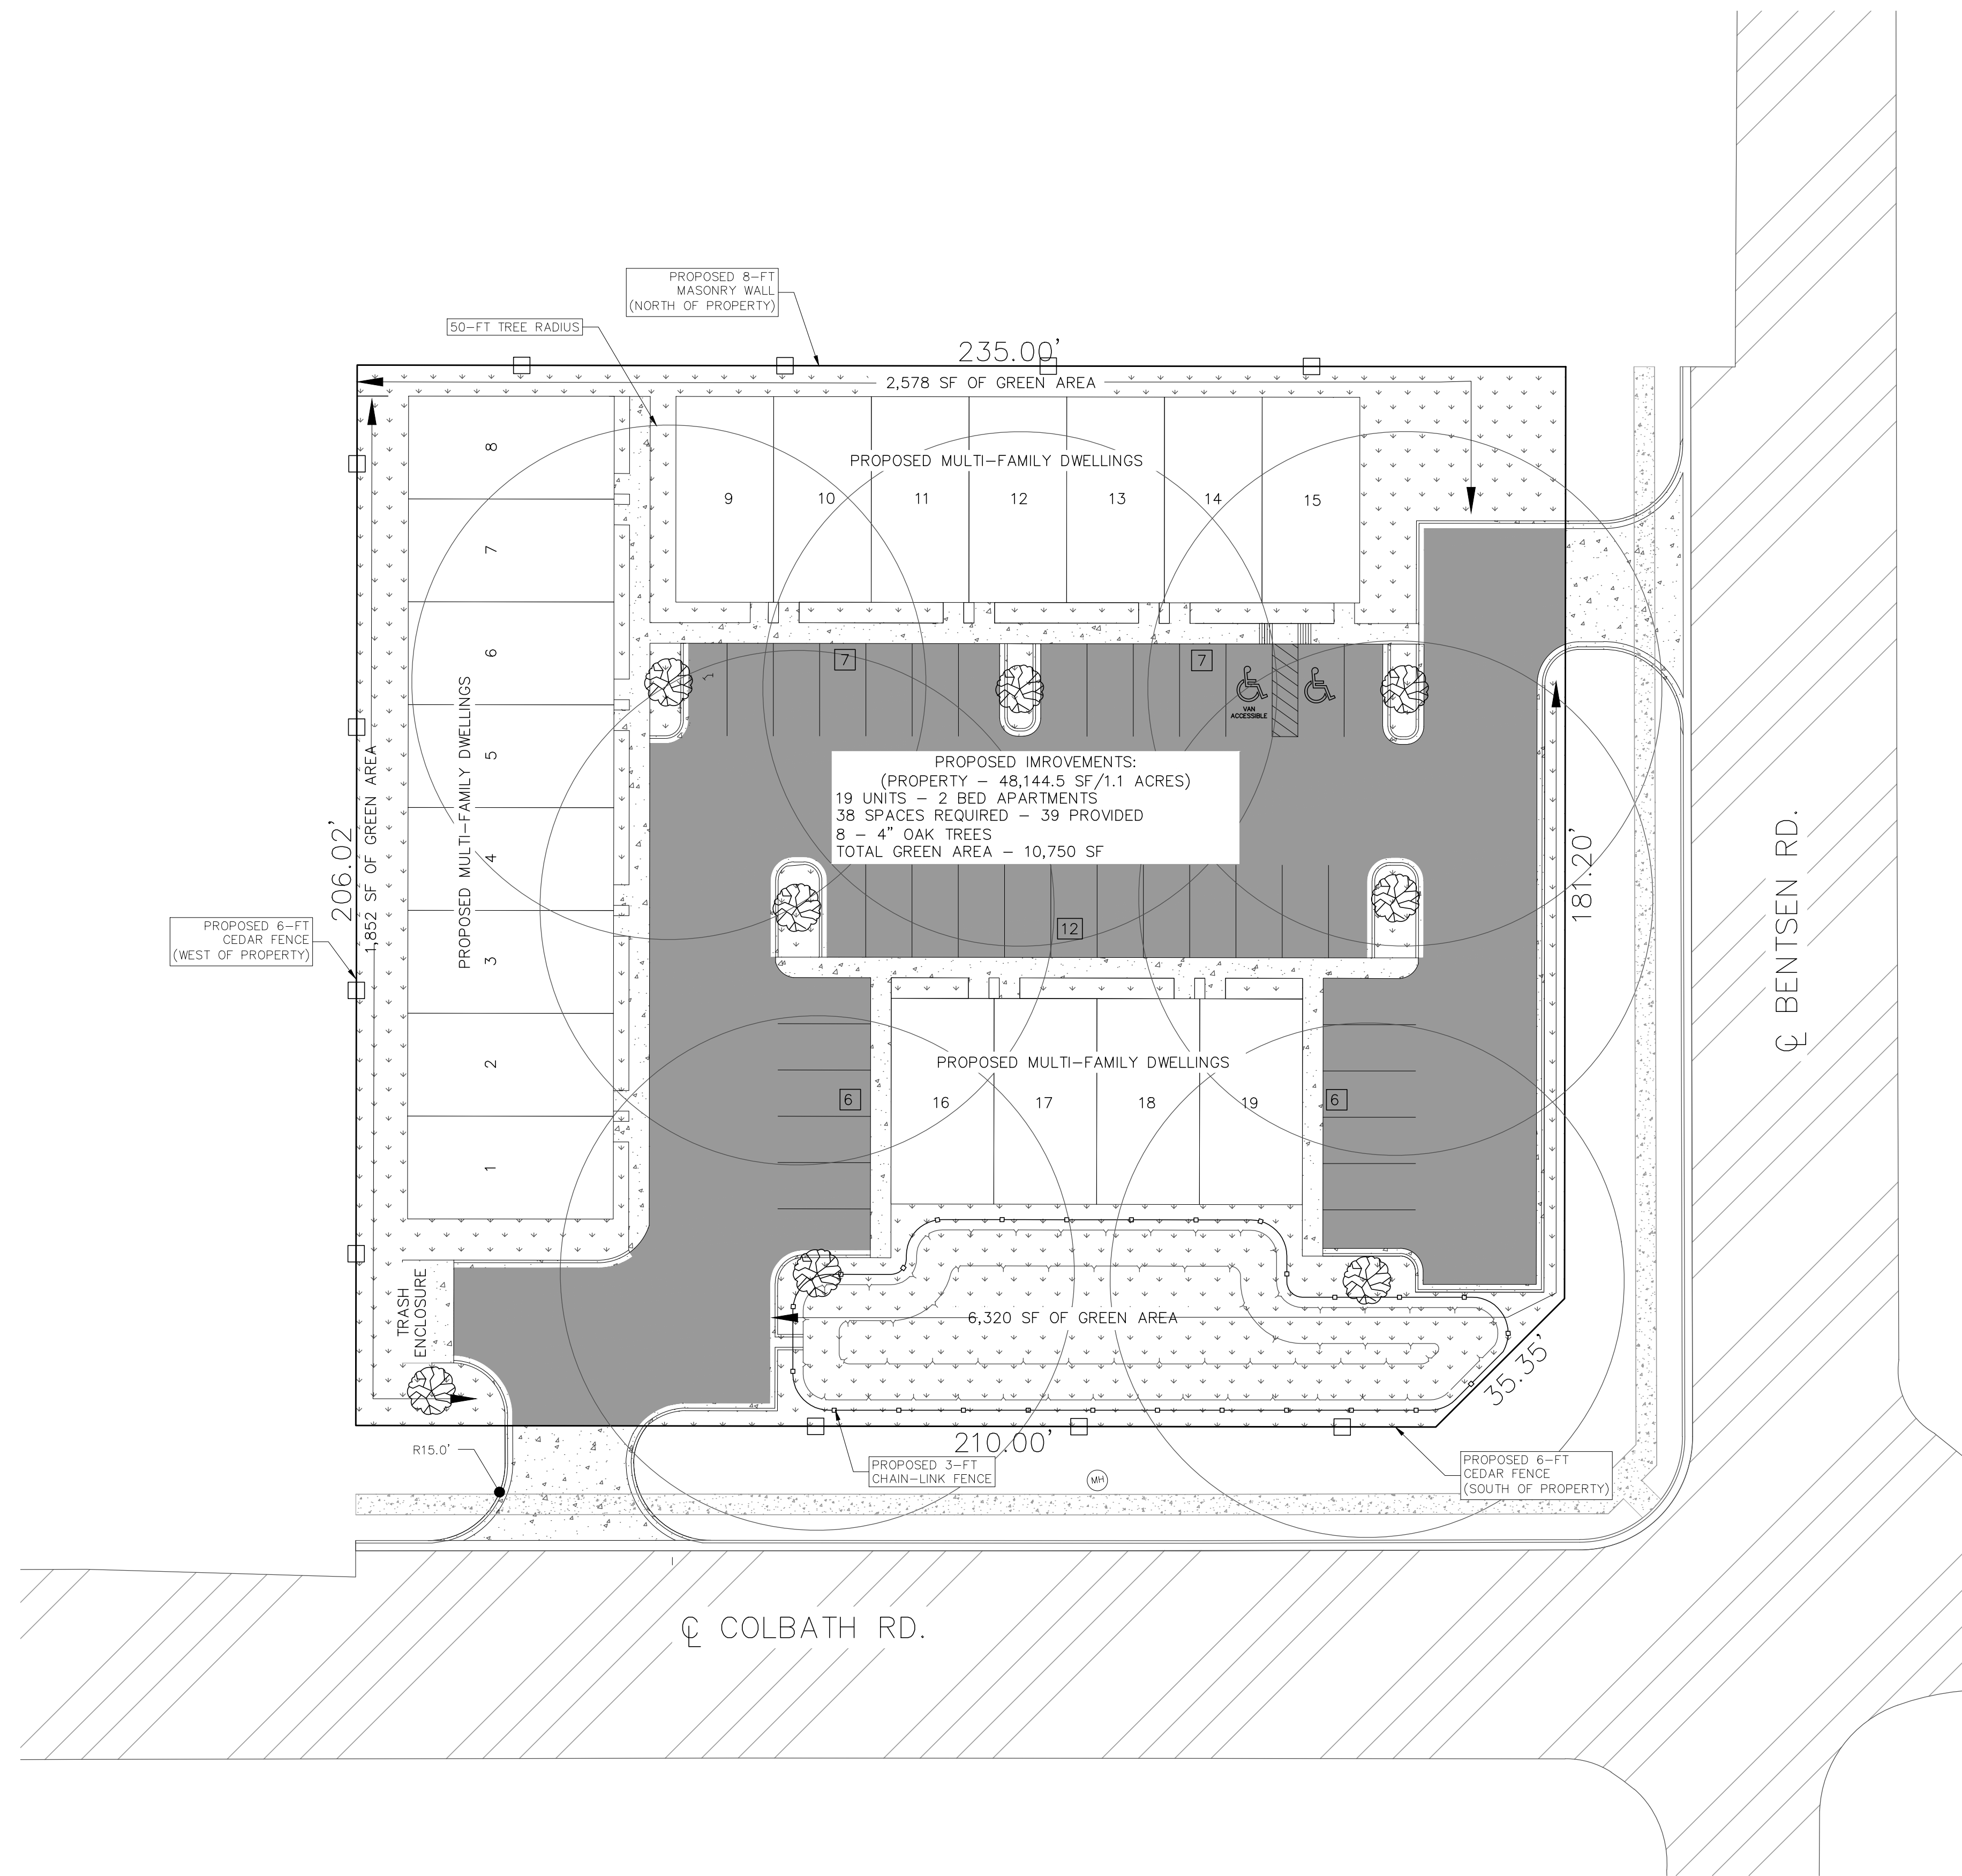 PROPOSED 8-FT
MASONRY WALL
(NORTH OF PROPERTY)
50-FT TREE RADIUS
235.00'
2,578 SF OF GREEN AREA
PROPOSED MULTI-FAMILY DWELLINGS
8
9
10
11
12
13
14
15
7
6
7
7
VAN
ACCESSIBLE
5
4
3
2
1
PROPOSED MULTI-FAMILY DWELLINGS
1,852 SF OF GREEN AREA
206.02'
PROPOSED IMROVEMENTS:
(PROPERTY - 48,144.5 SF/1.1 ACRES)
19 UNITS - 2 BED APARTMENTS
38 SPACES REQUIRED - 39 PROVIDED
8 - 4" OAK TREES
TOTAL GREEN AREA - 10,750 SF
181.20'
℄ BENTSEN RD.
PROPOSED 6-FT
CEDAR FENCE
(WEST OF PROPERTY)
12
PROPOSED MULTI-FAMILY DWELLINGS
6
16
17
18
19
6
TRASH
ENCLOSURE
6,320 SF OF GREEN AREA
35.35'
210.00'
R15.0'
PROPOSED 3-FT
CHAIN-LINK FENCE
MH
PROPOSED 6-FT
CEDAR FENCE
(SOUTH OF PROPERTY)
℄ COLBATH RD.